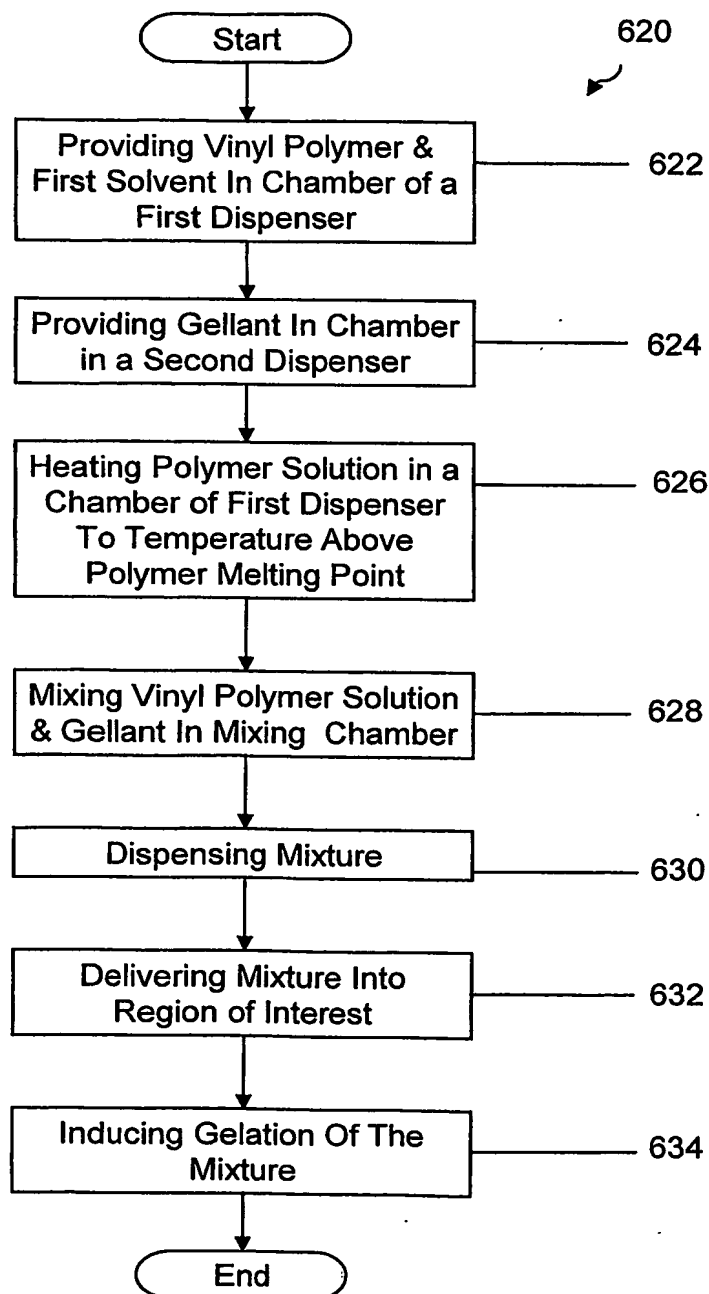 Start
620
Providing Vinyl Polymer &
First Solvent In Chamber of a
First Dispenser
622
Providing Gellant In Chamber
in a Second Dispenser
624
Heating Polymer Solution in a
Chamber of First Dispenser
To Temperature Above
Polymer Melting Point
626
Mixing Vinyl Polymer Solution
& Gellant In Mixing Chamber
628
Dispensing Mixture
630
Delivering Mixture Into
Region of Interest
632
Inducing Gelation Of The
Mixture
634
End